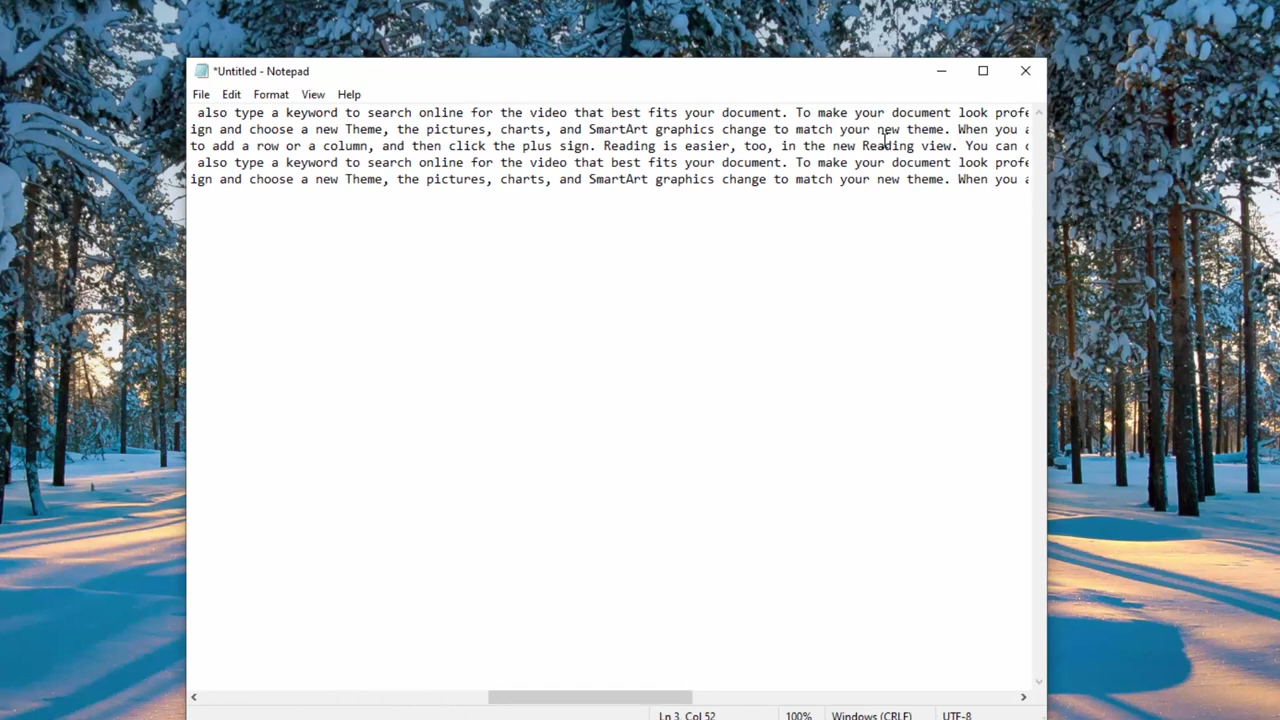 *Untitled - Notepad
File Edit Format View Help
also type a keyword to search online for the video that best fits your document. To make your document look profe
ign and choose a new Theme, the pictures, charts, and SmartArt graphics change to match your new theme. When you a
to add a row or a column, and then click the plus sign. Reading is easier, too, in the new Reading view. You can c
also type a keyword to search online for the video that best fits your document. To make your document look profe
ign and choose a new Theme, the pictures, charts, and SmartArt graphics change to match your new theme. When you a
Ln 3, Col 52 100% Windows (CRLF) UTF-8